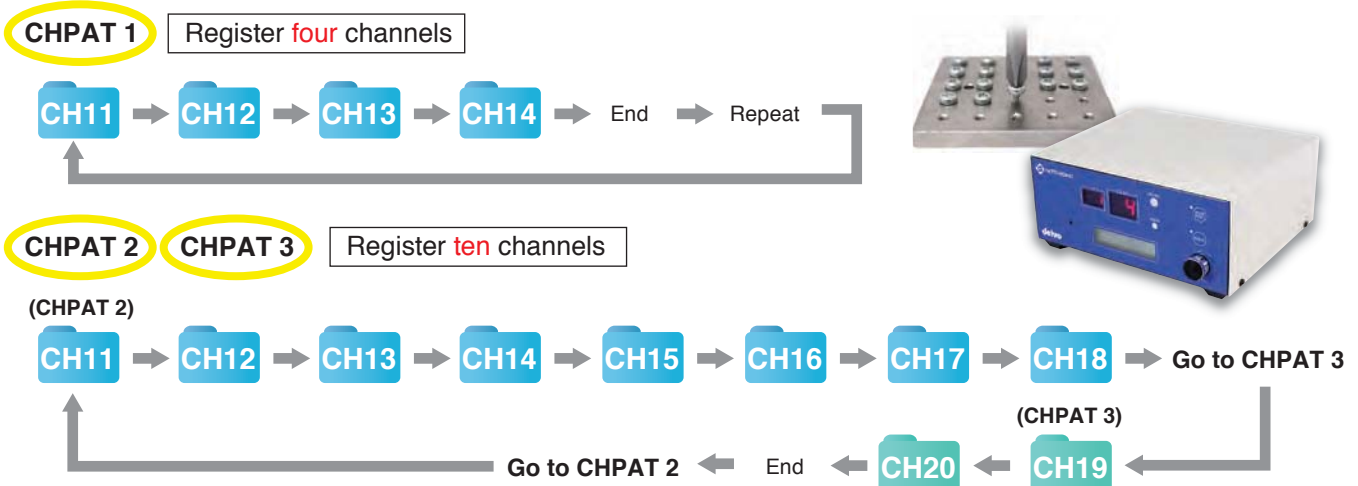 CHPAT 1 Register four channels
CH11 CH12 CH13 CH14 End Repeat
CHPAT 2 CHPAT 3 Register ten channels
(CHPAT 2)
CH11 CH12 CH13 CH14 CH15 CH16 CH17 CH18 Go to CHPAT 3
(CHPAT 3)
Go to CHPAT 2 End CH20 CH19
4
delvo